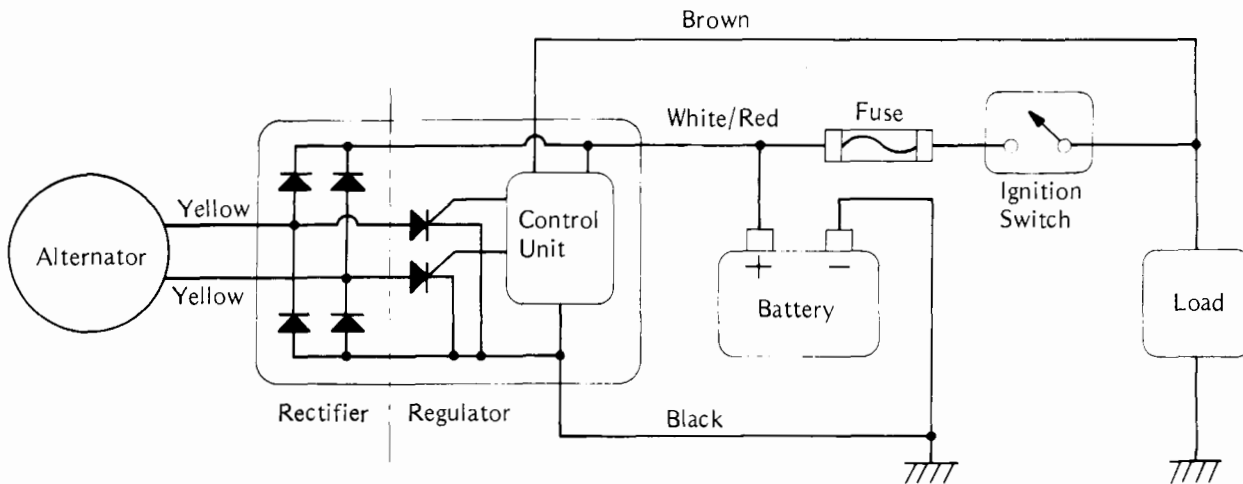 Brown
White/Red
Fuse
Yellow
Control
Unit
Ignition
Switch
Alternator
Yellow
+ −
Battery
Load
Rectifier
Regulator
Black